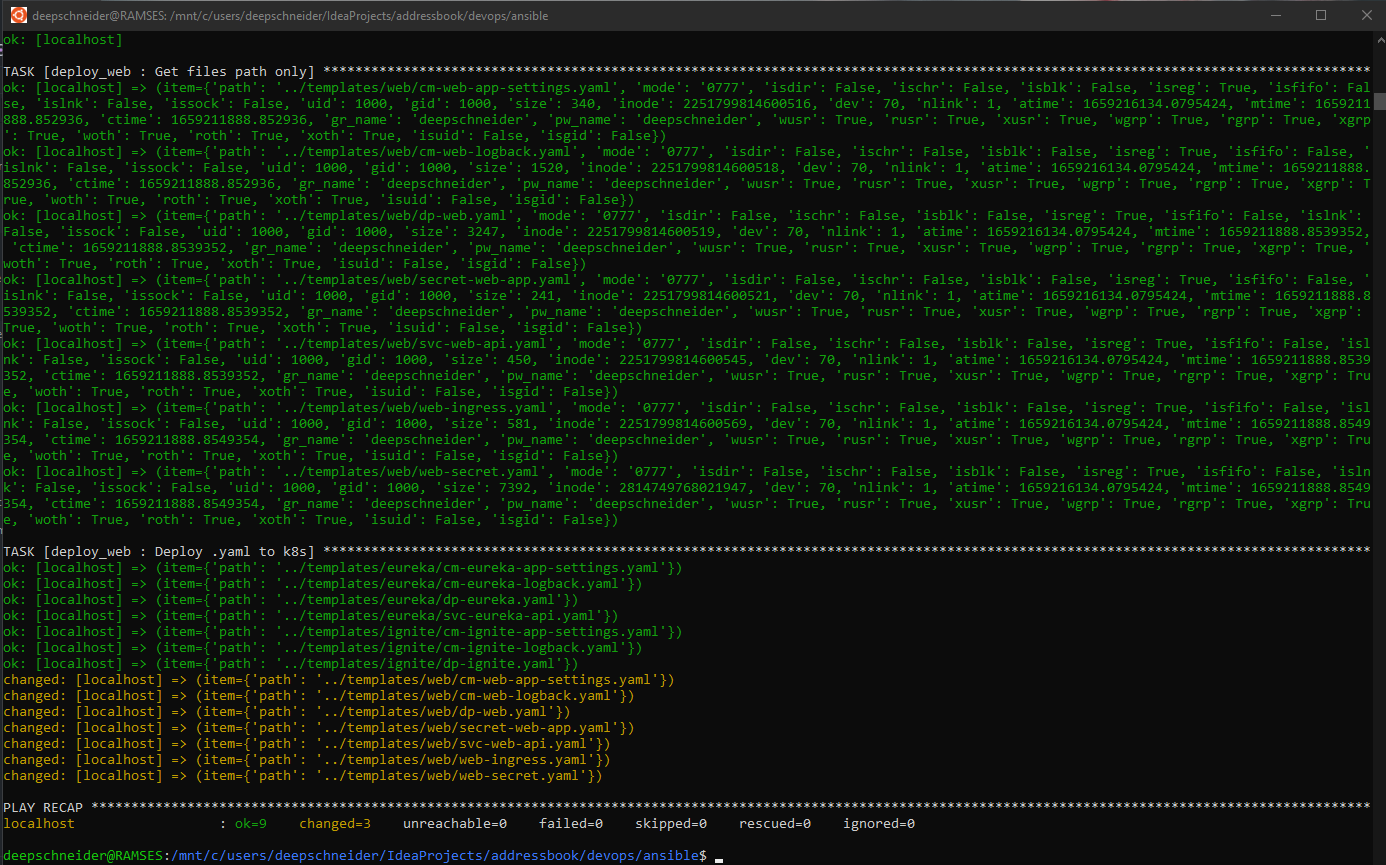 deepschneider@RAMSES: /mnt/c/users/deepschneider/IdeaProjects/addressbook/devops/ansible
ok: [localhost]
TASK [deploy_web : Get files path only] ***********************************************************************************************************************************
ok: [localhost] => (item={'path': '../templates/web/cm-web-app-settings.yaml', 'mode': '0777', 'isdir': False, 'ischr': False, 'isblk': False, 'isreg': True, 'isfifo': Fal
se, 'islnk': False, 'issock': False, 'uid': 1000, 'gid': 1000, 'size': 340, 'inode': 2251799814600516, 'dev': 70, 'nlink': 1, 'atime': 1659216134.0795424, 'mtime': 1659211
888.852936, 'ctime': 1659211888.852936, 'gr_name': 'deepschneider', 'pw_name': 'deepschneider', 'wusr': True, 'rusr': True, 'xusr': True, 'wgrp': True, 'rgrp': True, 'xgrp
': True, 'woth': True, 'roth': True, 'xoth': True, 'isuid': False, 'isgid': False})
ok: [localhost] => (item={'path': '../templates/web/cm-web-logback.yaml', 'mode': '0777', 'isdir': False, 'ischr': False, 'isblk': False, 'isreg': True, 'isfifo': False, '
islnk': False, 'issock': False, 'uid': 1000, 'gid': 1000, 'size': 1520, 'inode': 2251799814600518, 'dev': 70, 'nlink': 1, 'atime': 1659216134.0795424, 'mtime': 1659211888.
852936, 'ctime': 1659211888.852936, 'gr_name': 'deepschneider', 'pw_name': 'deepschneider', 'wusr': True, 'rusr': True, 'xusr': True, 'wgrp': True, 'rgrp': True, 'xgrp': T
rue, 'woth': True, 'roth': True, 'xoth': True, 'isuid': False, 'isgid': False})
ok: [localhost] => (item={'path': '../templates/web/dp-web.yaml', 'mode': '0777', 'isdir': False, 'ischr': False, 'isblk': False, 'isreg': True, 'isfifo': False, 'islnk': 
False, 'issock': False, 'uid': 1000, 'gid': 1000, 'size': 3247, 'inode': 2251799814600519, 'dev': 70, 'nlink': 1, 'atime': 1659216134.0795424, 'mtime': 1659211888.8539352,
 'ctime': 1659211888.8539352, 'gr_name': 'deepschneider', 'pw_name': 'deepschneider', 'wusr': True, 'rusr': True, 'xusr': True, 'wgrp': True, 'rgrp': True, 'xgrp': True, '
woth': True, 'roth': True, 'xoth': True, 'isuid': False, 'isgid': False})
ok: [localhost] => (item={'path': '../templates/web/secret-web-app.yaml', 'mode': '0777', 'isdir': False, 'ischr': False, 'isblk': False, 'isreg': True, 'isfifo': False, '
islnk': False, 'issock': False, 'uid': 1000, 'gid': 1000, 'size': 241, 'inode': 2251799814600521, 'dev': 70, 'nlink': 1, 'atime': 1659216134.0795424, 'mtime': 1659211888.8
539352, 'ctime': 1659211888.8539352, 'gr_name': 'deepschneider', 'pw_name': 'deepschneider', 'wusr': True, 'rusr': True, 'xusr': True, 'wgrp': True, 'rgrp': True, 'xgrp': 
True, 'woth': True, 'roth': True, 'xoth': True, 'isuid': False, 'isgid': False})
ok: [localhost] => (item={'path': '../templates/web/svc-web-api.yaml', 'mode': '0777', 'isdir': False, 'ischr': False, 'isblk': False, 'isreg': True, 'isfifo': False, 'isl
nk': False, 'issock': False, 'uid': 1000, 'gid': 1000, 'size': 450, 'inode': 2251799814600545, 'dev': 70, 'nlink': 1, 'atime': 1659216134.0795424, 'mtime': 1659211888.8539
352, 'ctime': 1659211888.8539352, 'gr_name': 'deepschneider', 'pw_name': 'deepschneider', 'wusr': True, 'rusr': True, 'xusr': True, 'wgrp': True, 'rgrp': True, 'xgrp': Tru
e, 'woth': True, 'roth': True, 'xoth': True, 'isuid': False, 'isgid': False})
ok: [localhost] => (item={'path': '../templates/web/web-ingress.yaml', 'mode': '0777', 'isdir': False, 'ischr': False, 'isblk': False, 'isreg': True, 'isfifo': False, 'isl
nk': False, 'issock': False, 'uid': 1000, 'gid': 1000, 'size': 581, 'inode': 2251799814600569, 'dev': 70, 'nlink': 1, 'atime': 1659216134.0795424, 'mtime': 1659211888.8549
354, 'ctime': 1659211888.8549354, 'gr_name': 'deepschneider', 'pw_name': 'deepschneider', 'wusr': True, 'rusr': True, 'xusr': True, 'wgrp': True, 'rgrp': True, 'xgrp': Tru
e, 'woth': True, 'roth': True, 'xoth': True, 'isuid': False, 'isgid': False})
ok: [localhost] => (item={'path': '../templates/web/web-secret.yaml', 'mode': '0777', 'isdir': False, 'ischr': False, 'isblk': False, 'isreg': True, 'isfifo': False, 'isln
k': False, 'issock': False, 'uid': 1000, 'gid': 1000, 'size': 7392, 'inode': 2814749768021947, 'dev': 70, 'nlink': 1, 'atime': 1659216134.0795424, 'mtime': 1659211888.8549
354, 'ctime': 1659211888.8549354, 'gr_name': 'deepschneider', 'pw_name': 'deepschneider', 'wusr': True, 'rusr': True, 'xusr': True, 'wgrp': True, 'rgrp': True, 'xgrp': Tru
e, 'woth': True, 'roth': True, 'xoth': True, 'isuid': False, 'isgid': False})
TASK [deploy_web : Deploy .yaml to k8s] ***********************************************************************************************************************************
ok: [localhost] => (item={'path': '../templates/eureka/cm-eureka-app-settings.yaml'})
ok: [localhost] => (item={'path': '../templates/eureka/cm-eureka-logback.yaml'})
ok: [localhost] => (item={'path': '../templates/eureka/dp-eureka.yaml'})
ok: [localhost] => (item={'path': '../templates/eureka/svc-eureka-api.yaml'})
ok: [localhost] => (item={'path': '../templates/ignite/cm-ignite-app-settings.yaml'})
ok: [localhost] => (item={'path': '../templates/ignite/cm-ignite-logback.yaml'})
ok: [localhost] => (item={'path': '../templates/ignite/dp-ignite.yaml'})
changed: [localhost] => (item={'path': '../templates/web/cm-web-app-settings.yaml'})
changed: [localhost] => (item={'path': '../templates/web/cm-web-logback.yaml'})
changed: [localhost] => (item={'path': '../templates/web/dp-web.yaml'})
changed: [localhost] => (item={'path': '../templates/web/secret-web-app.yaml'})
changed: [localhost] => (item={'path': '../templates/web/svc-web-api.yaml'})
changed: [localhost] => (item={'path': '../templates/web/web-ingress.yaml'})
changed: [localhost] => (item={'path': '../templates/web/web-secret.yaml'})
PLAY RECAP ****************************************************************************************************************************************************************
localhost                  : ok=9    changed=3    unreachable=0    failed=0    skipped=0    rescued=0    ignored=0
deepschneider@RAMSES:/mnt/c/users/deepschneider/IdeaProjects/addressbook/devops/ansible$